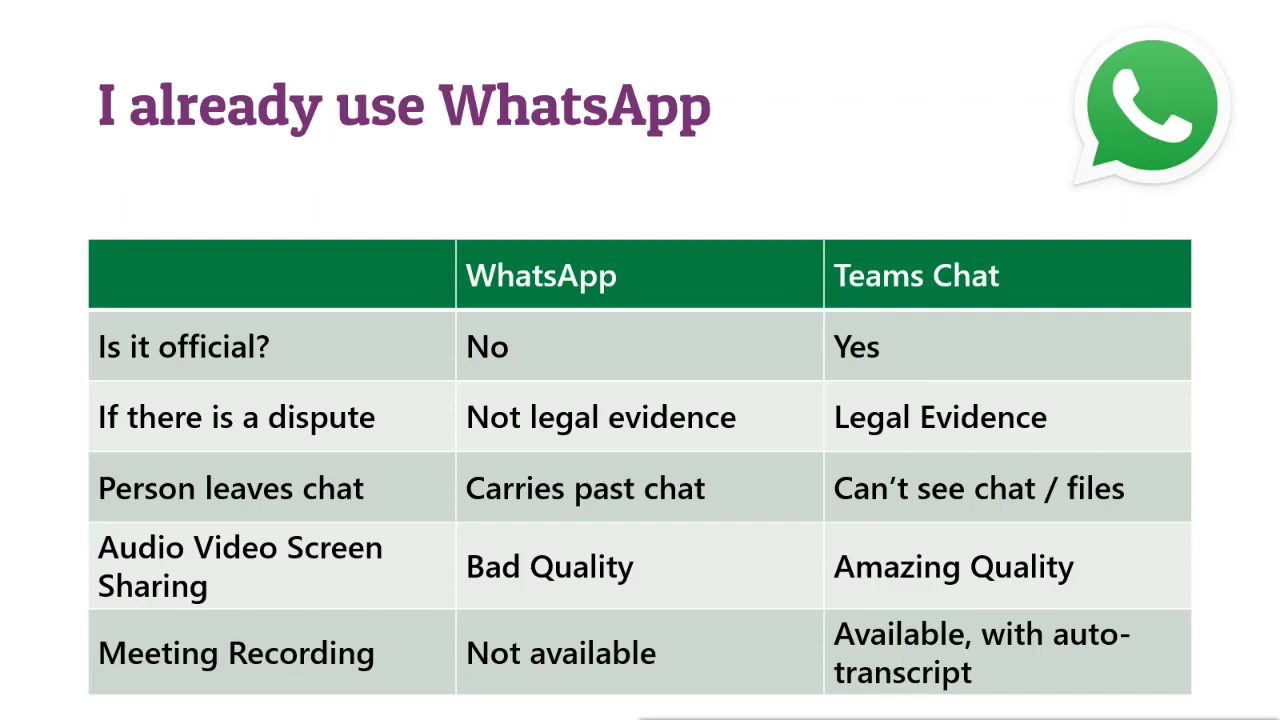 I already use WhatsApp
WhatsApp
Teams Chat
Is it official?
No
Yes
If there is a dispute
Not legal evidence
Legal Evidence
Person leaves chat
Carries past chat
Can’t see chat / files
Audio Video Screen
Sharing
Bad Quality
Amazing Quality
Meeting Recording
Not available
Available, with auto-
transcript